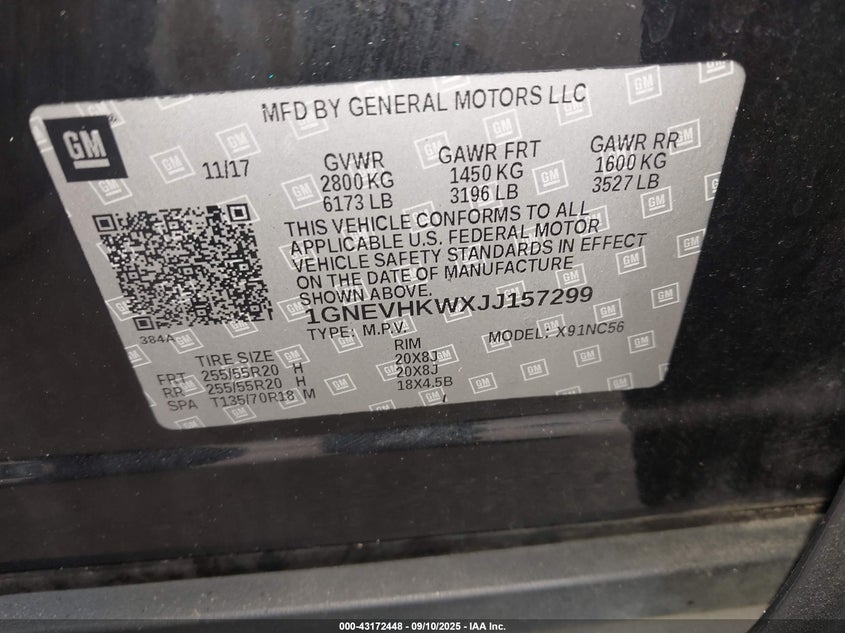 MFD BY GENERAL MOTORS LLC
GM
11/17
GVWR 2800 KG 6173 LB
GAWR FRT 1450 KG 3196 LB
GAWR RR 1600 KG 3527 LB
THIS VEHICLE CONFORMS TO ALL
APPLICABLE U.S. FEDERAL MOTOR
VEHICLE SAFETY STANDARDS IN EFFECT
ON THE DATE OF MANUFACTURE
SHOWN ABOVE.
1GNEVHKWXJJ157299
384A
TYPE: M.P.V.
MODEL: X91NC56
TIRE SIZE RIM
FRT 255/55R20 H 20X8J
RR 255/55R20 H 20X8J
SPA T135/70R18 M 18X4.5B
000-43172448 - 09/10/2025 - IAA Inc.